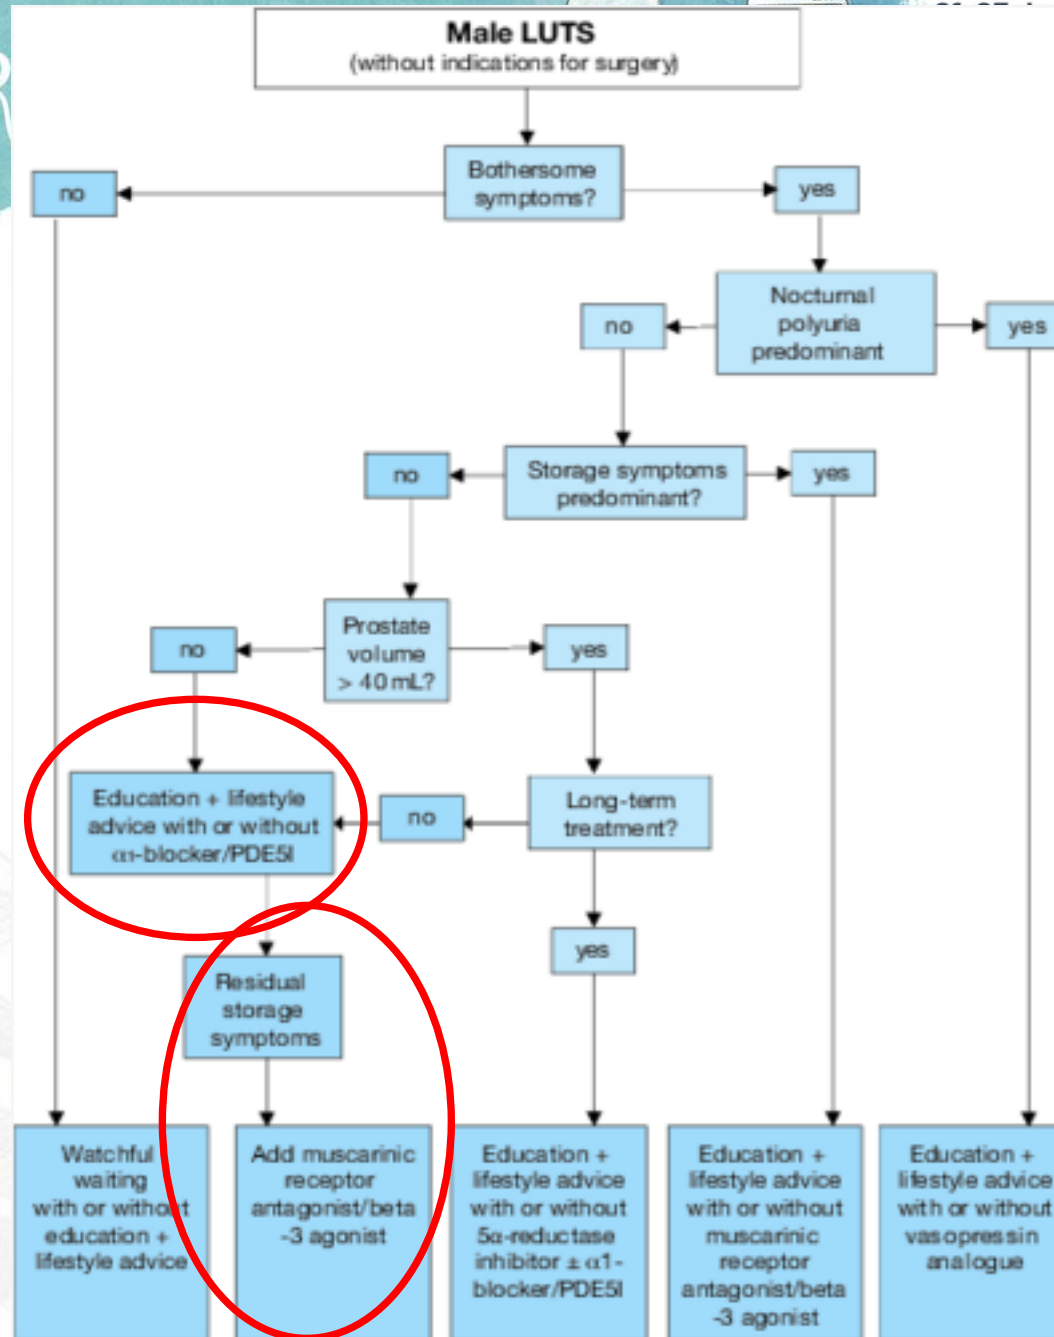 Male LUTS
(without indications for surgery)
Bothersome
symptoms?
no
yes
Nocturnal
polyuria
predominant
no
yes
Storage symptoms
predominant?
no
yes
Prostate
volume
> 40 mL?
no
yes
Education + lifestyle
advice with or without
α1-blocker/PDE5I
no
Long-term
treatment?
yes
Residual
storage
symptoms
Watchful
waiting
with or without
education +
lifestyle advice
Add muscarinic
receptor
antagonist/beta
-3 agonist
Education +
lifestyle advice
with or without
5α-reductase
inhibitor ± α1-
blocker/PDE5I
Education +
lifestyle advice
with or without
muscarinic
receptor
antagonist/beta
-3 agonist
Education +
lifestyle advice
with or without
vasopressin
analogue